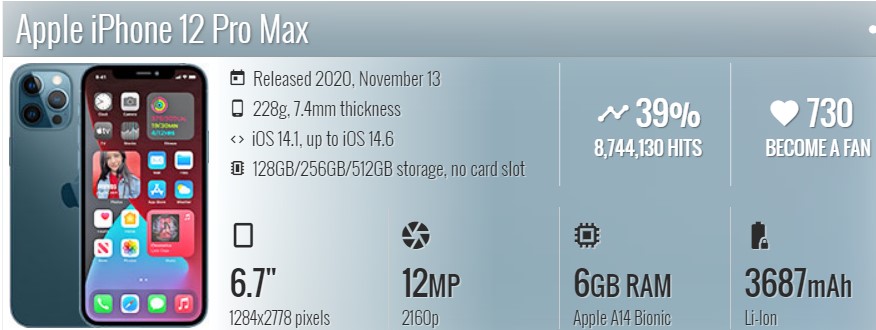 Apple iPhone 12 Pro Max
Released 2020, November 13
228g, 7.4mm thickness
iOS 14.1, up to iOS 14.6
128GB/256GB/512GB storage, no card slot
39%
8,744,130 HITS
730
BECOME A FAN
6.7"
1284x2778 pixels
12MP
2160p
6GB RAM
Apple A14 Bionic
3687mAh
Li-Ion